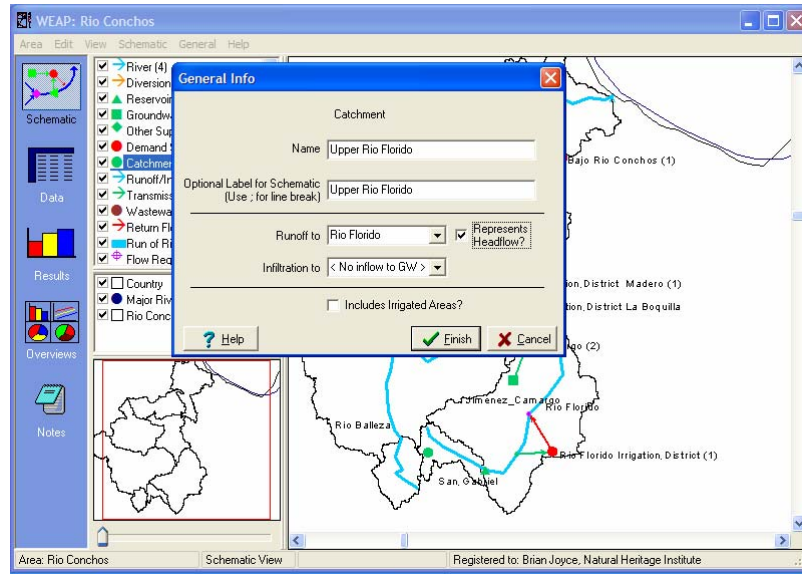 WEAP: Rio Conchos
Area Edit View Schematic General Help
Schematic
Data
Results
Overviews
Notes
River (4)
Diversion
Reservoir
Groundw
Other Sup
Demand S
Catchmen
Runoff/In
Transmiss
Wastewa
Return Fl
Run of Ri
Flow Req
Country
Major Riv
Rio Conc
General Info
Catchment
Name Upper Rio Florido
Optional Label for Schematic
(Use ; for line break) Upper Rio Florido
Runoff to Rio Florido Represents
Headflow?
Infiltration to < No inflow to GW >
Includes Irrigated Areas?
? Help Finish Cancel
Bajo Rio Conchos (1)
ion, District Madero (1)
tion, District La Boquilla
go (2)
Jimenez_Camargo
Rio Florido
Rio Balleza
Rio Florido Irrigation, District (1)
San, Gabriel
Area: Rio Conchos Schematic View Registered to: Brian Joyce, Natural Heritage Institute